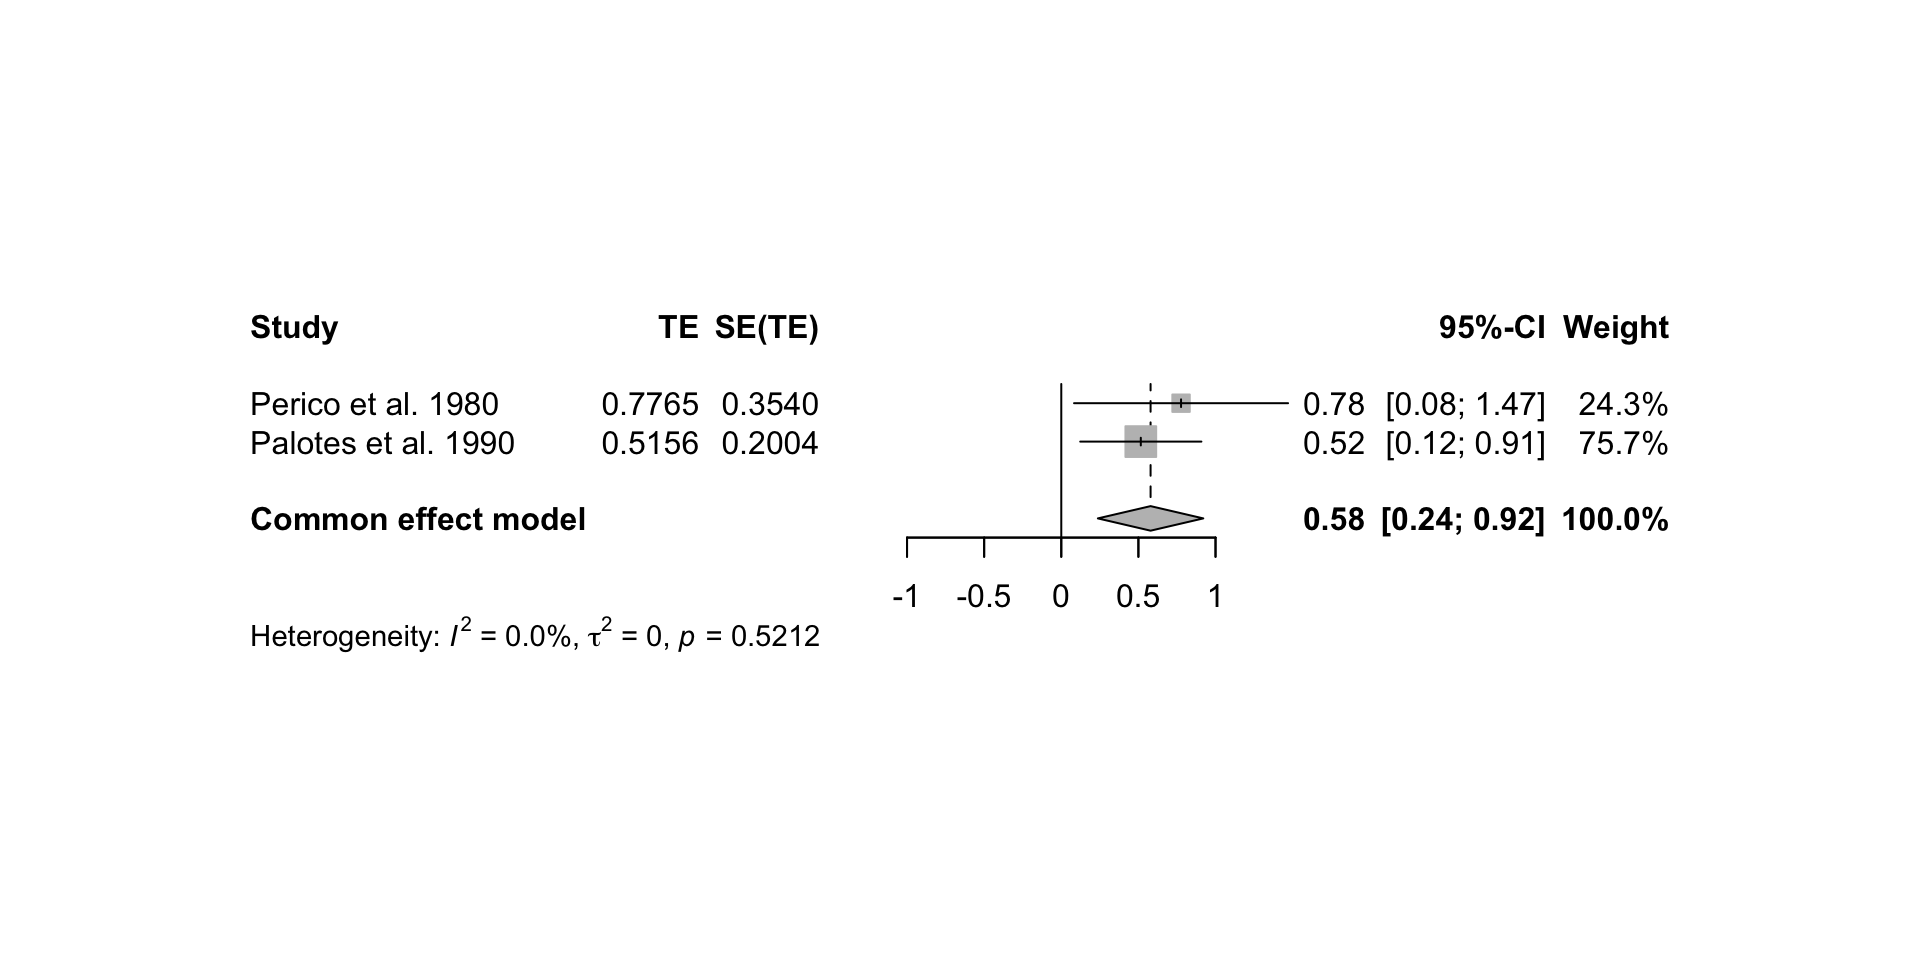 Study TE SE(TE) 95%-CI Weight
Perico et al. 1980 0.7765 0.3540 0.78 [0.08; 1.47] 24.3%
Palotes et al. 1990 0.5156 0.2004 0.52 [0.12; 0.91] 75.7%
Common effect model 0.58 [0.24; 0.92] 100.0%
-1 -0.5 0 0.5 1
Heterogeneity: I² = 0.0%, τ² = 0, p = 0.5212